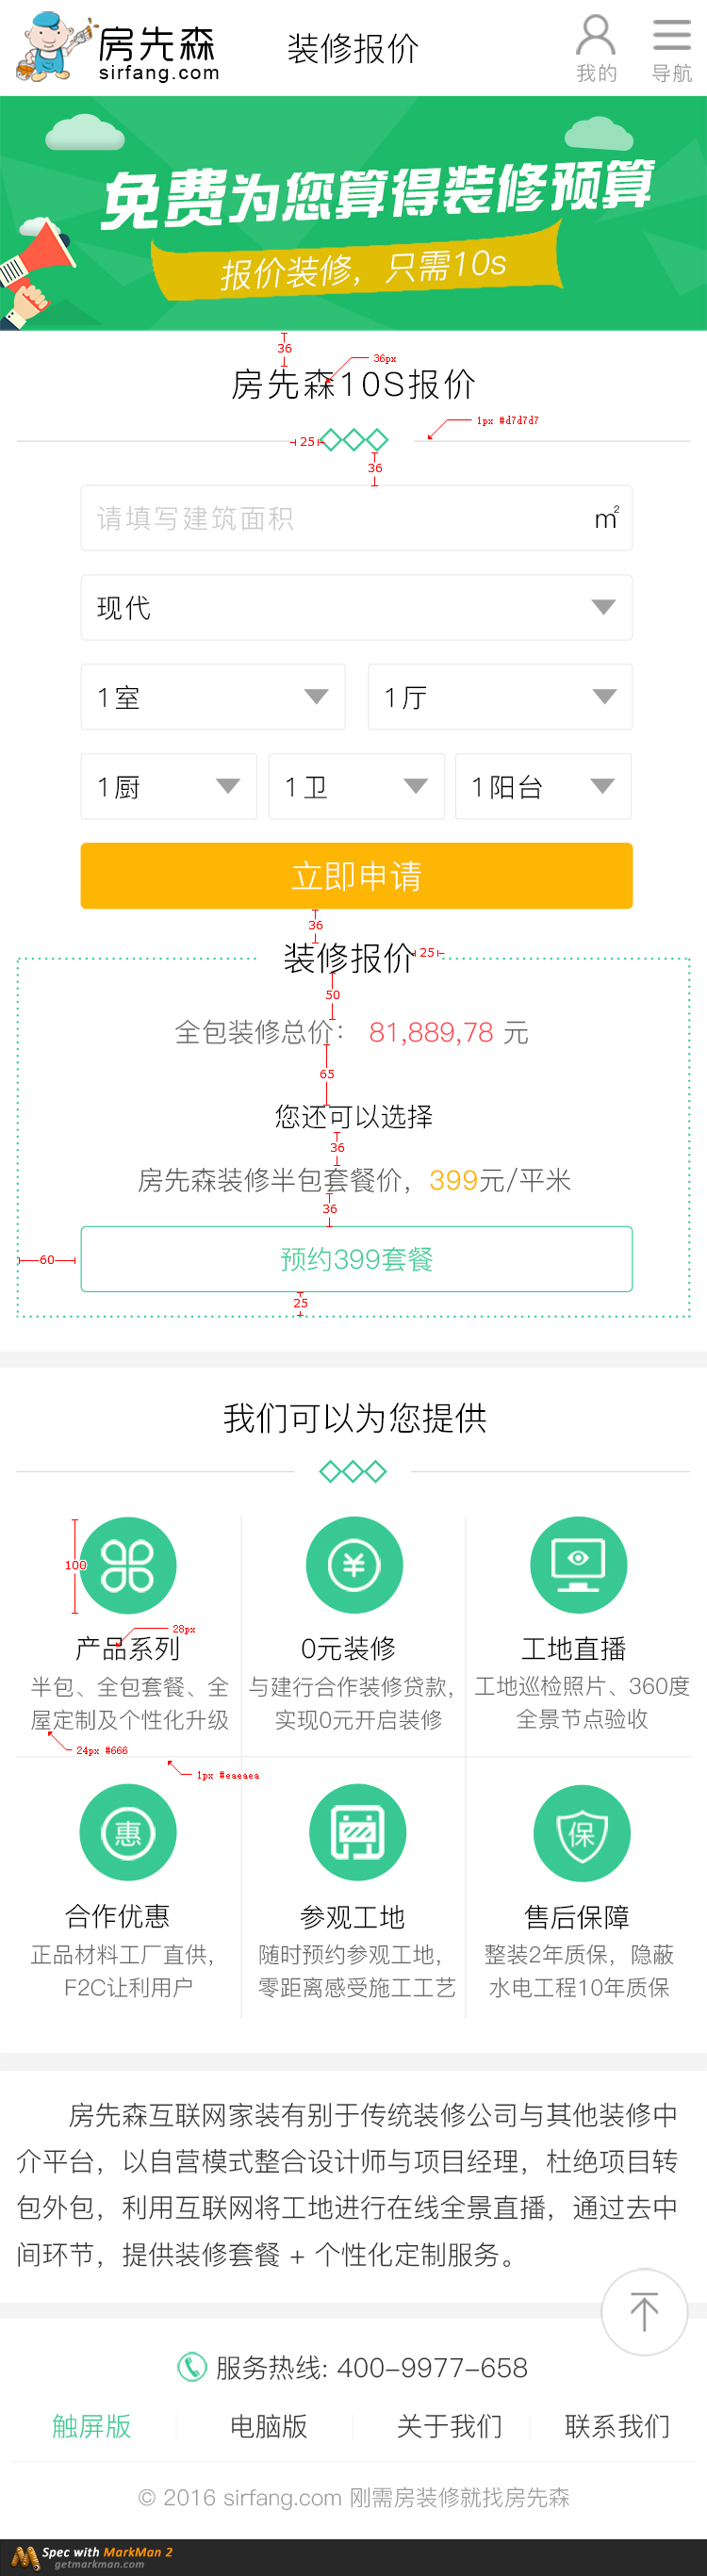 房先森
sirfang.com
装修报价
我的
导航
免费为您算得装修预算
报价装修，只需10s
36
36px
房先森10S报价
1px #d7d7d7
25
36
请填写建筑面积
m²
现代
1室
1厅
1厨
1卫
1阳台
立即申请
36
装修报价
25
50
全包装修总价： 81,889,78 元
65
您还可以选择
36
房先森装修半包套餐价，399元/平米
36
60
预约399套餐
25
我们可以为您提供
100
28px
产品系列
0元装修
工地直播
半包、全包套餐、全
屋定制及个性化升级
与建行合作装修贷款，
实现0元开启装修
工地巡检照片、360度
全景节点验收
24px #666
1px #eaeaea
惠
保
合作优惠
参观工地
售后保障
正品材料工厂直供，
F2C让利用户
随时预约参观工地，
零距离感受施工工艺
整装2年质保，隐蔽
水电工程10年质保
房先森互联网家装有别于传统装修公司与其他装修中
介平台，以自营模式整合设计师与项目经理，杜绝项目转
包外包，利用互联网将工地进行在线全景直播，通过去中
间环节，提供装修套餐 + 个性化定制服务。
服务热线: 400-9977-658
触屏版
电脑版
关于我们
联系我们
© 2016 sirfang.com 刚需房装修就找房先森
Spec with MarkMan 2
getmarkman.com